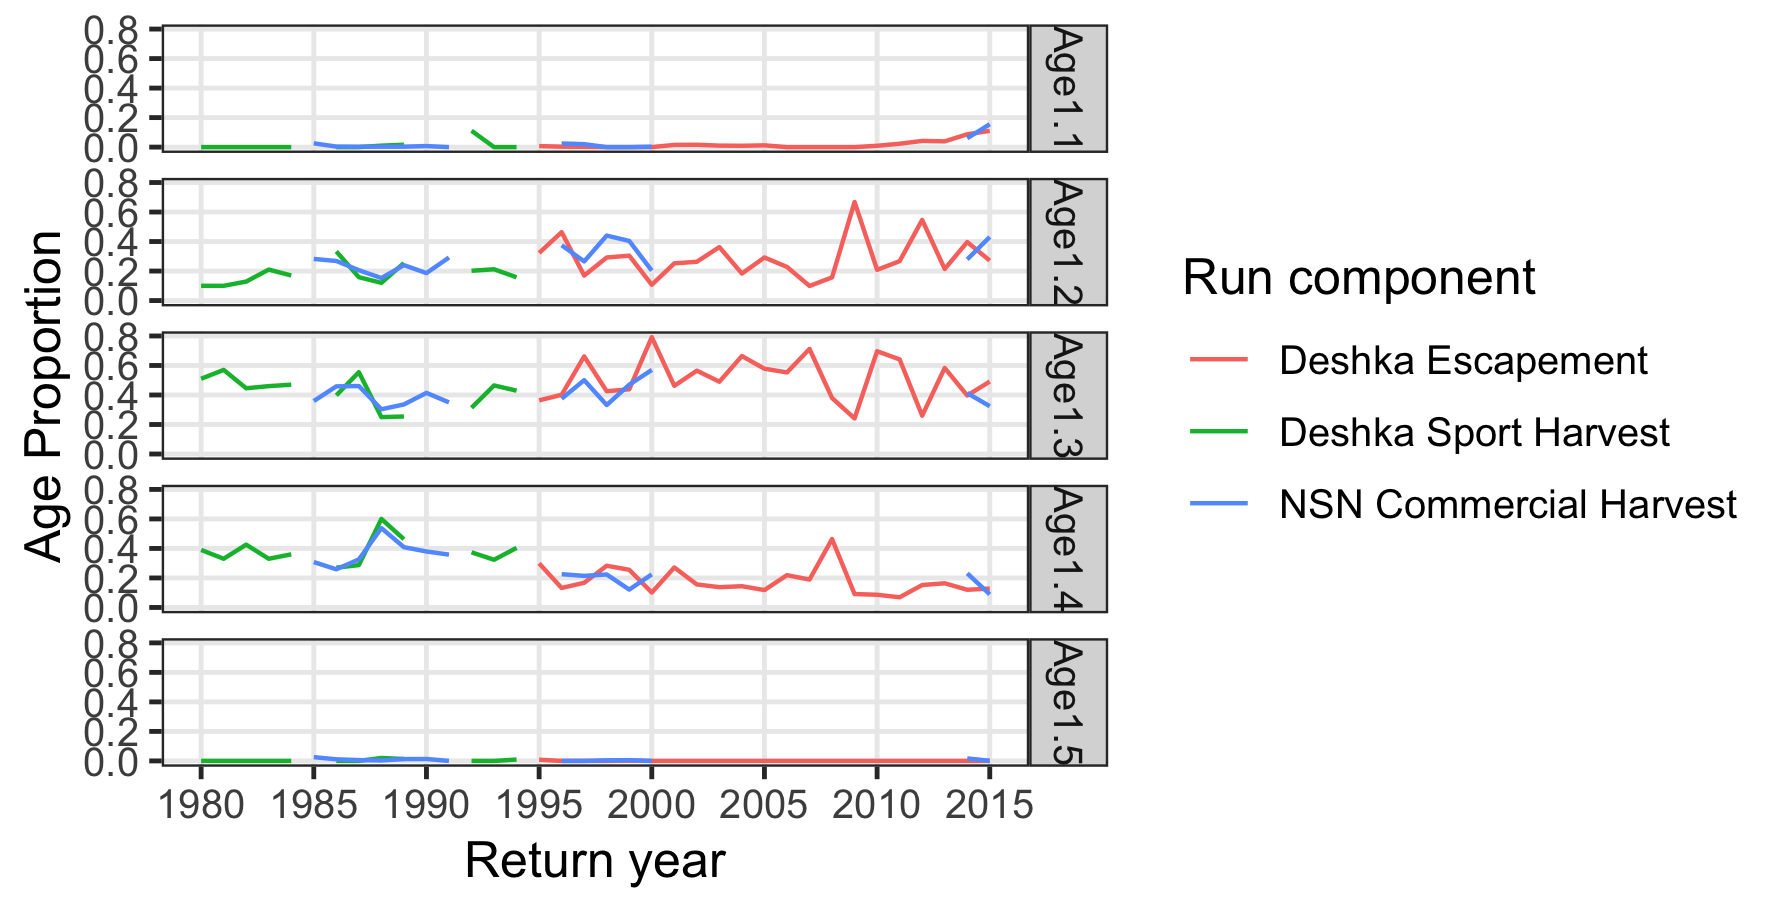 Age Proportion
0.8
0.6
0.4
0.2
0.0
Age1.1
0.8
0.6
0.4
0.2
0.0
Age1.2
0.8
0.6
0.4
0.2
0.0
Age1.3
0.8
0.6
0.4
0.2
0.0
Age1.4
0.8
0.6
0.4
0.2
0.0
Age1.5
1980 1985 1990 1995 2000 2005 2010 2015
Return year
Run component
Deshka Escapement
Deshka Sport Harvest
NSN Commercial Harvest